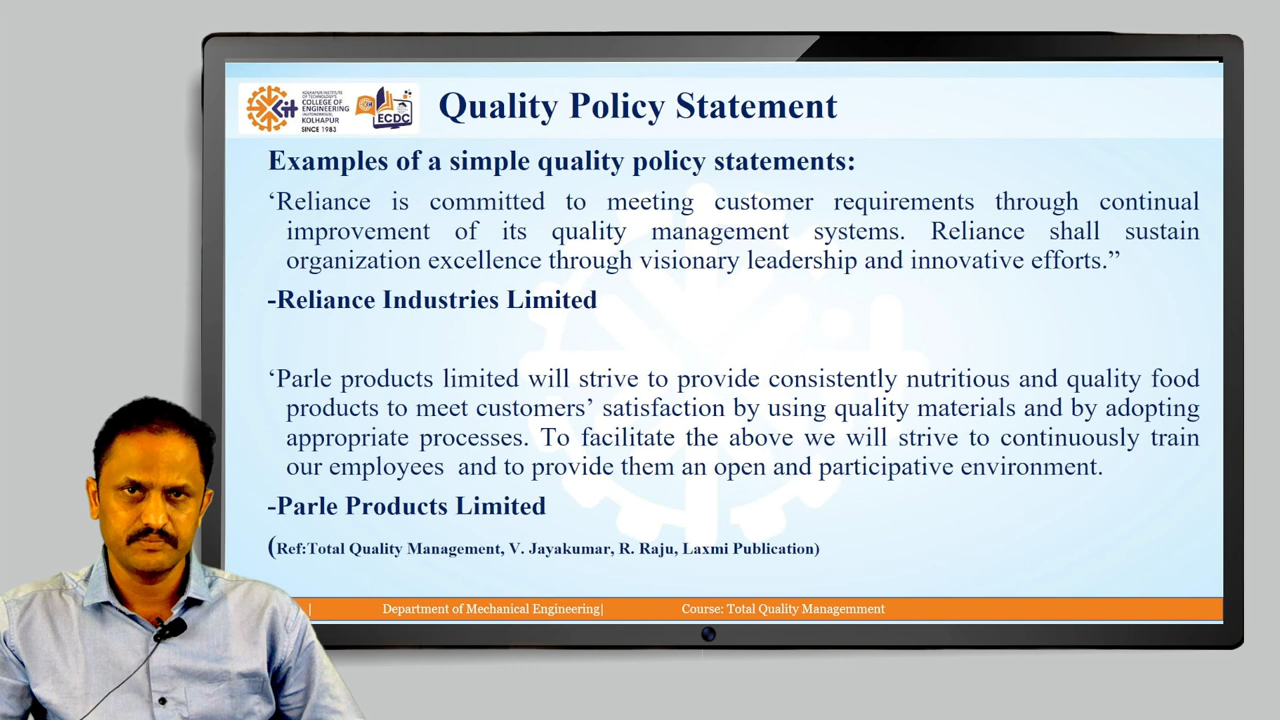 KOLHAPUR INSTITUTE
OF TECHNOLOGY'S
COLLEGE OF
ENGINEERING
(AUTONOMOUS),
KOLHAPUR
SINCE 1983
ECDC
Quality Policy Statement
Examples of a simple quality policy statements:
‘Reliance is committed to meeting customer requirements through continual
improvement of its quality management systems. Reliance shall sustain
organization excellence through visionary leadership and innovative efforts.”
-Reliance Industries Limited
‘Parle products limited will strive to provide consistently nutritious and quality food
products to meet customers’ satisfaction by using quality materials and by adopting
appropriate processes. To facilitate the above we will strive to continuously train
our employees and to provide them an open and participative environment.
-Parle Products Limited
(Ref:Total Quality Management, V. Jayakumar, R. Raju, Laxmi Publication)
| Department of Mechanical Engineering| Course: Total Quality Managemment